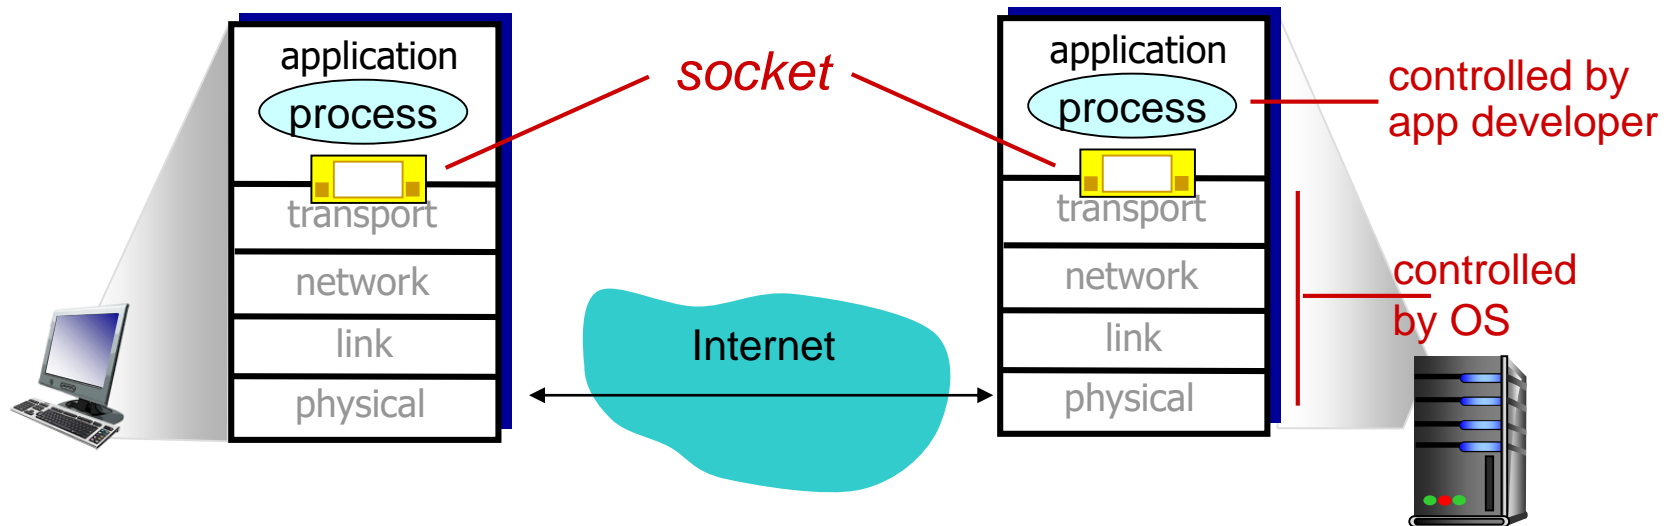 application
process
transport
network
link
physical
socket
Internet
application
process
transport
network
link
physical
controlled by
app developer
controlled
by OS